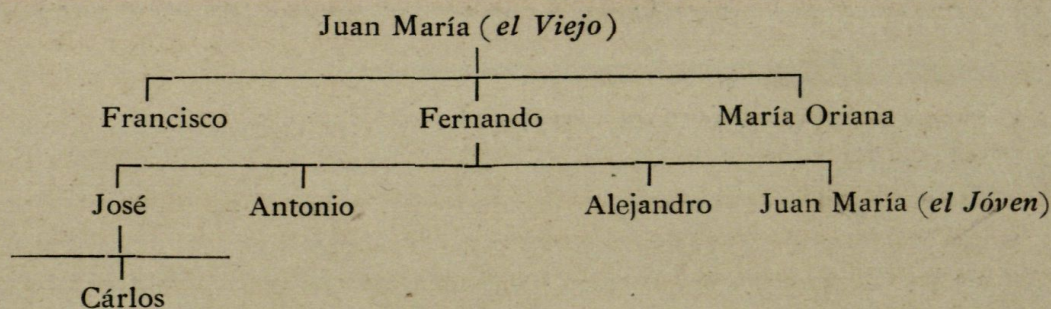 Juan María (el Viejo)
Francisco Fernando María Oriana
José Antonio Alejandro Juan María (el Jóven)
Cárlos